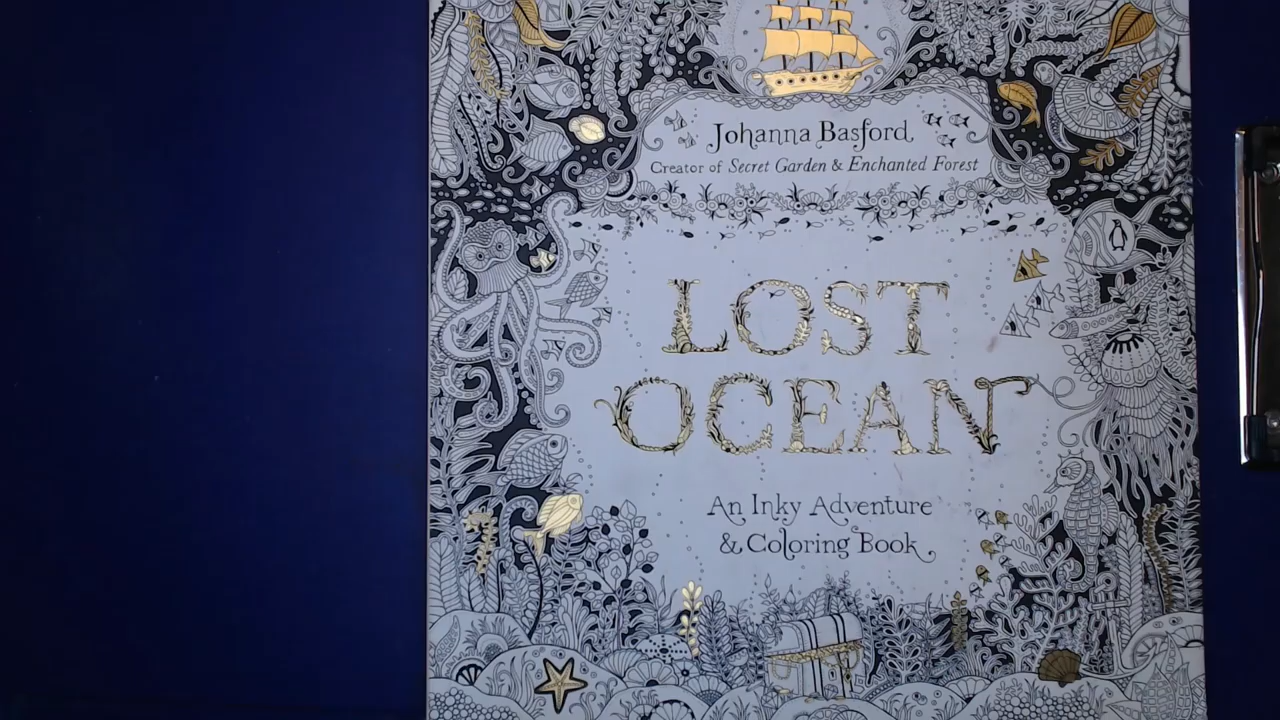 Johanna Basford
Creator of Secret Garden & Enchanted Forest
LOST
OCEAN
An Inky Adventure
& Coloring Book